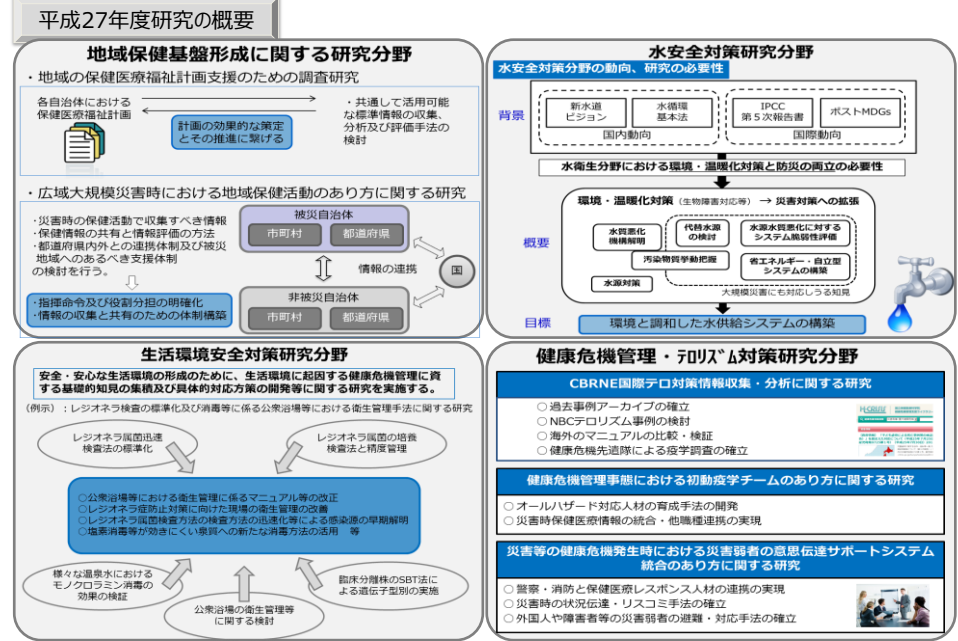 平成27年度研究の概要
地域保健基盤形成に関する研究分野
・地域の保健医療福祉計画支援のための調査研究
各自治体における
保健医療福祉計画
計画の効果的な策定
とその推進に繋げる
・共通して活用可能
な標準情報の収集、
分析及び評価手法の
検討
・広域大規模災害時における地域保健活動のあり方に関する研究
・災害時の保健活動で収集すべき情報
・保健情報の共有と情報評価の方法
・都道府県内外との連携体制及び被災
地域へのあるべき支援体制
の検討を行う。
・指揮命令及び役割分担の明確化
・情報の収集と共有のための体制構築
被災自治体
市町村
都道府県
情報の連携
国
非被災自治体
市町村
都道府県
水安全対策研究分野
水安全対策分野の動向、研究の必要性
背景
新水道
ビジョン
水循環
基本法
国内動向
IPCC
第5次報告書
ポストMDGs
国際動向
水衛生分野における環境・温暖化対策と防災の両立の必要性
概要
環境・温暖化対策（生物障害対応等）→ 災害対策への拡張
水質悪化
機構解明
代替水源
の検討
水源水質悪化に対する
システム脆弱性評価
汚染物質挙動把握
省エネルギー・自立型
システムの構築
水源対策
大規模災害にも対応しうる知見
目標
環境と調和した水供給システムの構築
生活環境安全対策研究分野
安全・安心な生活環境の形成のために、生活環境に起因する健康危機管理に資
する基礎的知見の集積及び具体的対応方策の開発等に関する研究を実施する。
（例示）：レジオネラ検査の標準化及び消毒等に係る公衆浴場等における衛生管理手法に関する研究
レジオネラ属菌迅速
検査法の標準化
レジオネラ属菌の培養
検査法と精度管理
○公衆浴場等における衛生管理に係るマニュアル等の改正
○レジオネラ症防止対策に向けた現場の衛生管理の改善
○レジオネラ属菌検査方法の検査方法の迅速化等による感染源の早期解明
○塩素消毒等が効きにくい泉質への新たな消毒方法の活用　等
様々な温泉水における
モノクロラミン消毒の
効果の検証
公衆浴場の衛生管理等
に関する検討
臨床分離株のSBT法に
よる遺伝子型別の実施
健康危機管理・ﾃﾛﾘｽﾞﾑ対策研究分野
CBRNE国際テロ対策情報収集・分析に関する研究
○過去事例アーカイブの確立
○NBCテロリズム事例の検討
○海外のマニュアルの比較・検証
○健康危機先遣隊による疫学調査の確立
健康危機管理事態における初動疫学チームのあり方に関する研究
○オールハザード対応人材の育成手法の開発
○災害時保健医療情報の統合・他職種連携の実現
災害等の健康危機発生時における災害弱者の意思伝達サポートシステム
統合のあり方に関する研究
○警察・消防と保健医療レスポンス人材の連携の実現
○災害時の状況伝達・リスコミ手法の確立
○外国人や障害者等の災害弱者の避難・対応手法の確立